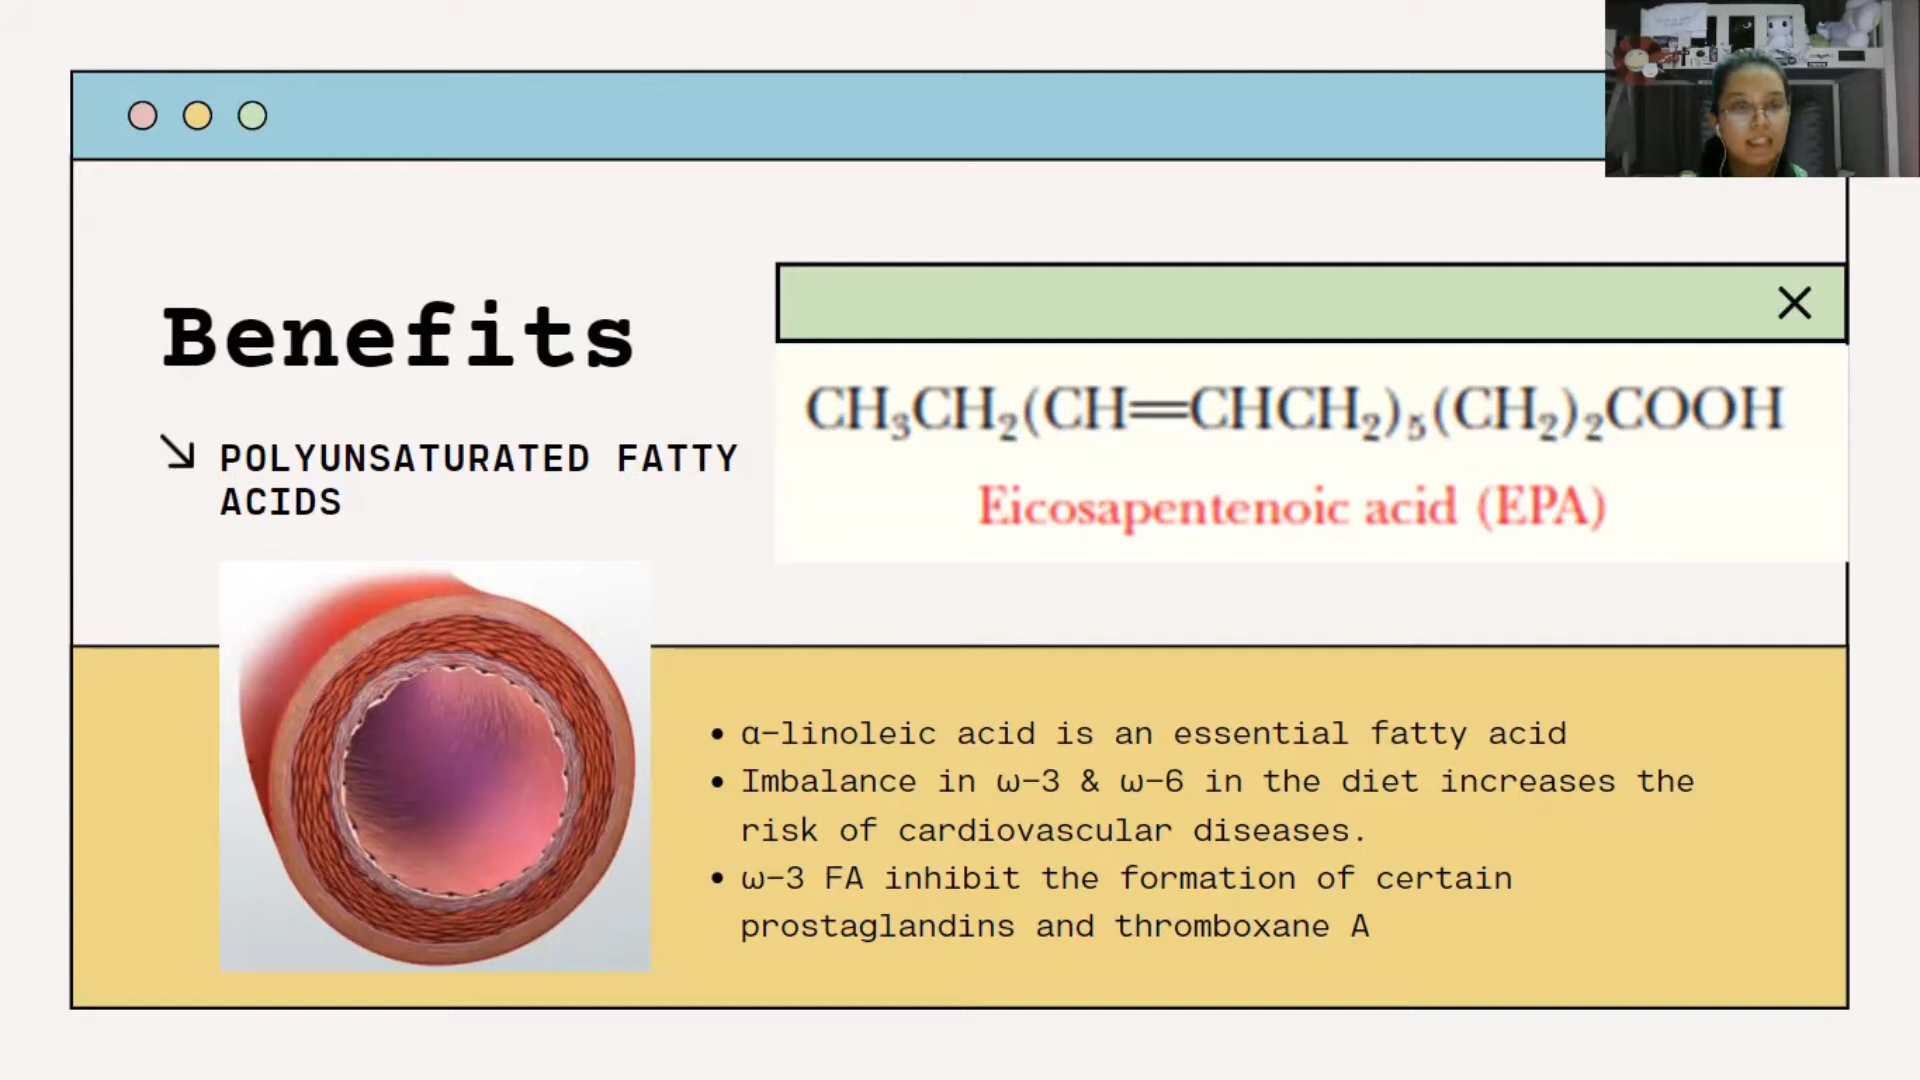 Benefits
POLYUNSATURATED FATTY
ACIDS
CH₃CH₂(CH═CHCH₂)₅(CH₂)₂COOH
Eicosapentenoic acid (EPA)
• α-linoleic acid is an essential fatty acid
• Imbalance in ω-3 & ω-6 in the diet increases the
risk of cardiovascular diseases.
• ω-3 FA inhibit the formation of certain
prostaglandins and thromboxane A